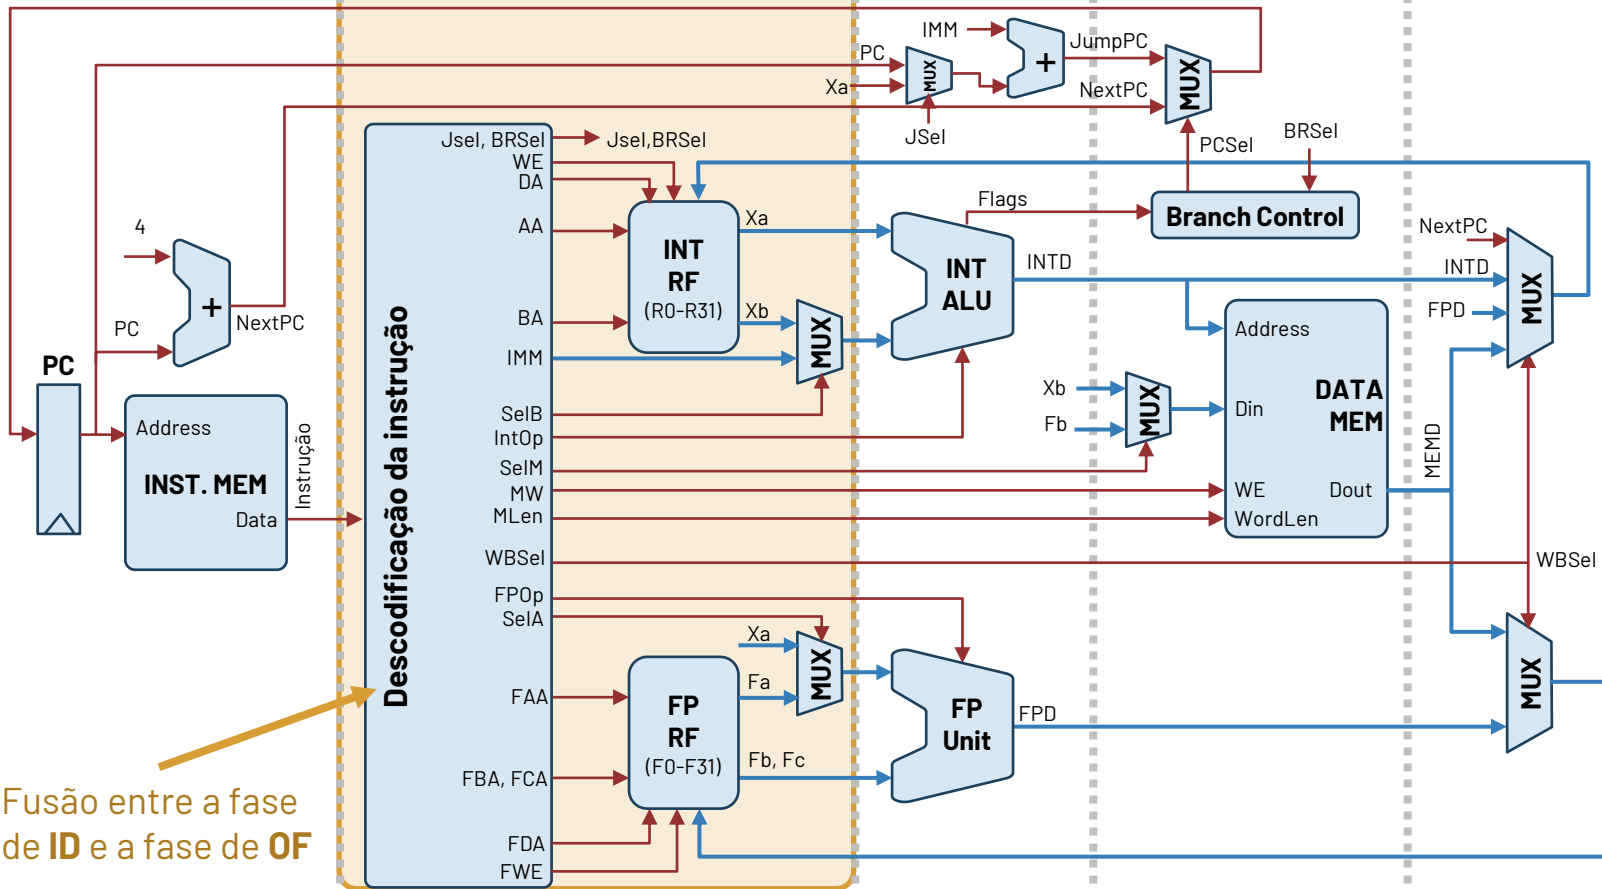 IMM
JumpPC
PC
MUX
+
MUX
Xa
NextPC
JSel
PCSel
BRSel
Jsel, BRSel
Jsel,BRSel
WE
DA
Flags
Branch Control
4
AA
Xa
NextPC
INT
RF
(R0-R31)
INT
ALU
INTD
INTD
+
NextPC
PC
BA
Xb
FPD
MUX
IMM
MUX
Address
PC
DATA
MEM
Address
Xb
Fb
MUX
Din
SelB
IntOp
SelM
MW
MLen
MEMD
INST. MEM
Data
Instrução
Descodificação da instrução
WE
Dout
WordLen
WBSel
WBSel
FPOp
SelA
Xa
MUX
Fa
MUX
FAA
FP
RF
(F0-F31)
FP
Unit
FPD
Fb, Fc
FBA, FCA
FDA
FWE
Fusão entre a fase
de ID e a fase de OF